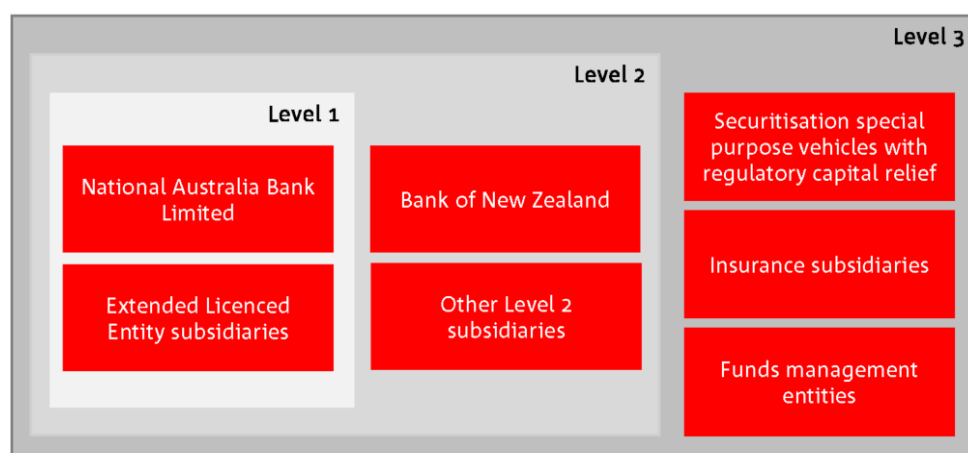 Level 3
Level 2
Level 1
National Australia Bank
Limited
Extended Licenced
Entity subsidiaries
Bank of New Zealand
Other Level 2
subsidiaries
Securitisation special
purpose vehicles with
regulatory capital relief
Insurance subsidiaries
Funds management
entities